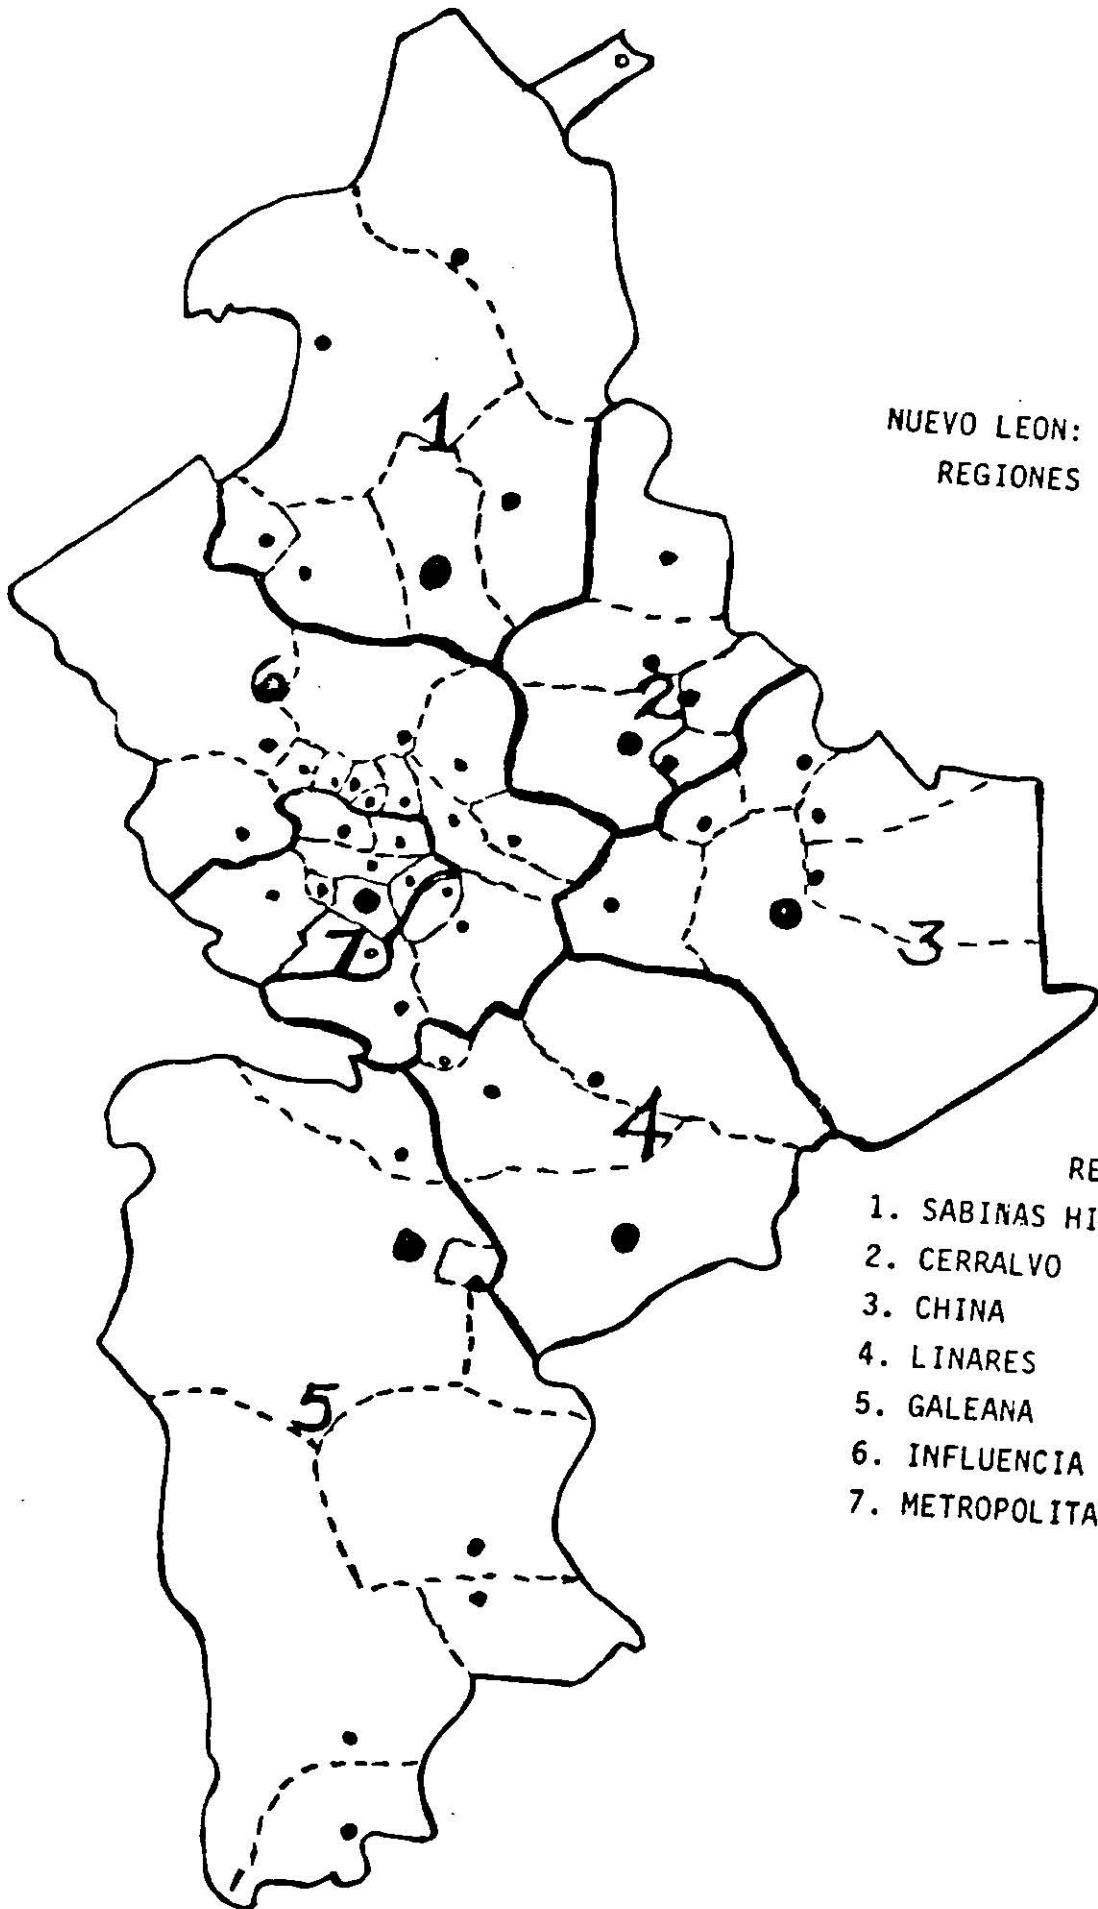 NUEVO LEON:
REGIONES
1
6
2
3
7
4
5
RE
1. SABINAS HI
2. CERRALVO
3. CHINA
4. LINARES
5. GALEANA
6. INFLUENCIA
7. METROPOLITA